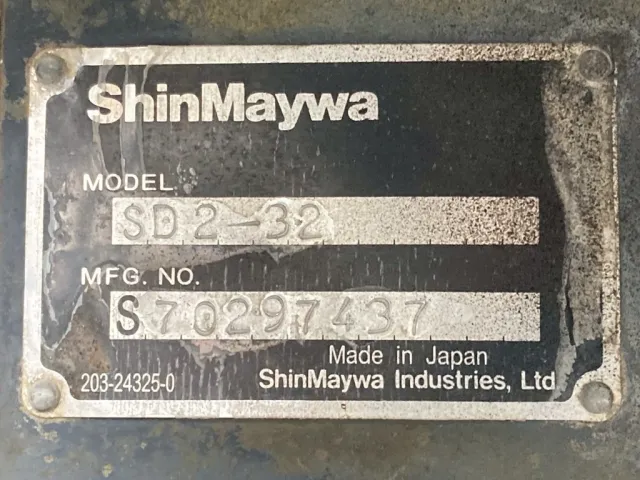 ShinMaywa
MODEL
SD2-32
MFG. NO.
S70297437
Made in Japan
203-24325-0 ShinMaywa Industries, Ltd